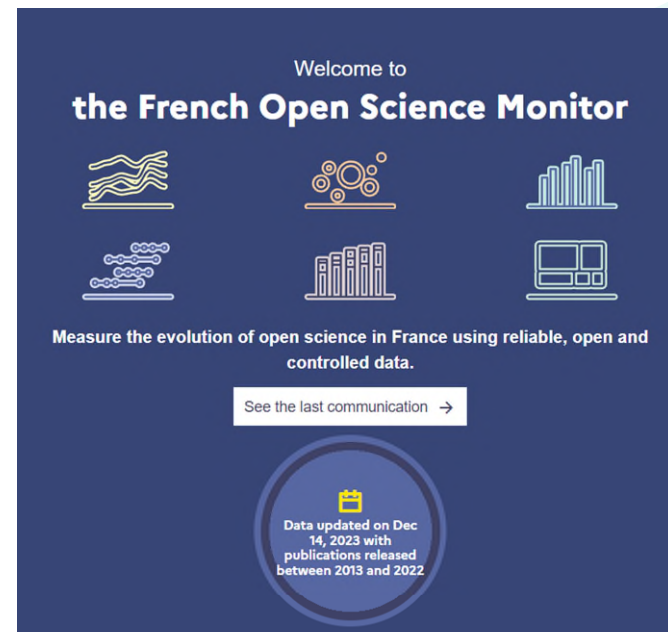 Welcome to
the French Open Science Monitor
Measure the evolution of open science in France using reliable, open and
controlled data.
See the last communication →
Data updated on Dec
14, 2023 with
publications released
between 2013 and 2022